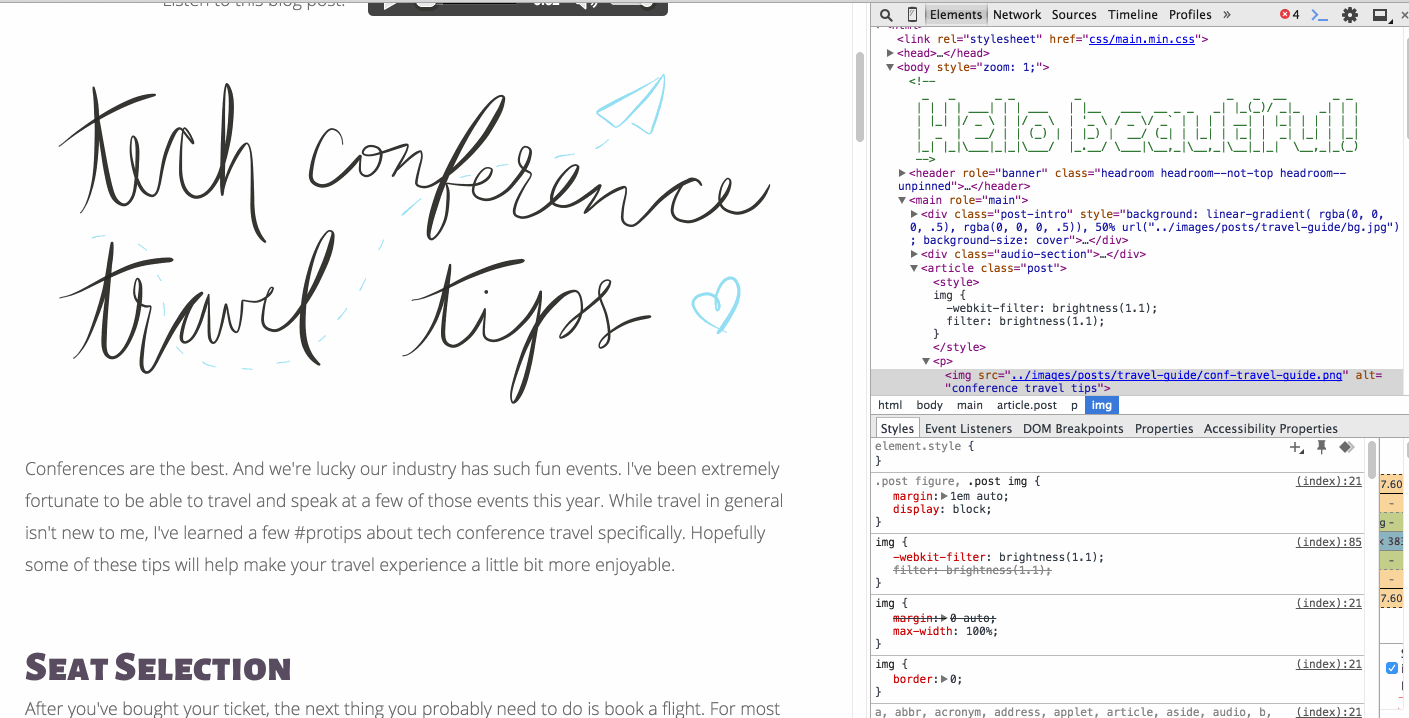 Listen to this blog post:
0:02
tech conference
travel tips
Conferences are the best. And we're lucky our industry has such fun events. I've been extremely
fortunate to be able to travel and speak at a few of those events this year. While travel in general
isn't new to me, I've learned a few #protips about tech conference travel specifically. Hopefully
some of these tips will help make your travel experience a little bit more enjoyable.
Seat Selection
After you've bought your ticket, the next thing you probably need to do is book a flight. For most
Elements Network Sources Timeline Profiles » 4
<link rel="stylesheet" href="css/main.min.css">
<head>…</head>
<body style="zoom: 1;">
<!--
Hello beautiful!
-->
<header role="banner" class="headroom headroom--not-top headroom--
unpinned">…</header>
<main role="main">
<div class="post-intro" style="background: linear-gradient( rgba(0, 0,
0, .5), rgba(0, 0, 0, .5)), 50% url("../images/posts/travel-guide/bg.jpg")
; background-size: cover">…</div>
<div class="audio-section">…</div>
<article class="post">
<style>
img {
-webkit-filter: brightness(1.1);
filter: brightness(1.1);
}
</style>
<p>
<img src="../images/posts/travel-guide/conf-travel-guide.png" alt=
"conference travel tips">
html body main article.post p img
Styles Event Listeners DOM Breakpoints Properties Accessibility Properties
element.style {
}
.post figure, .post img { (index):21
margin: 1em auto;
display: block;
}
img { (index):85
-webkit-filter: brightness(1.1);
filter: brightness(1.1);
}
img { (index):21
margin: 0 auto;
max-width: 100%;
}
img { (index):21
border: 0;
}
a, abbr, acronym, address, applet, article, aside, audio, b, (index):21
7.60
-
g -
383
-
-
7.60